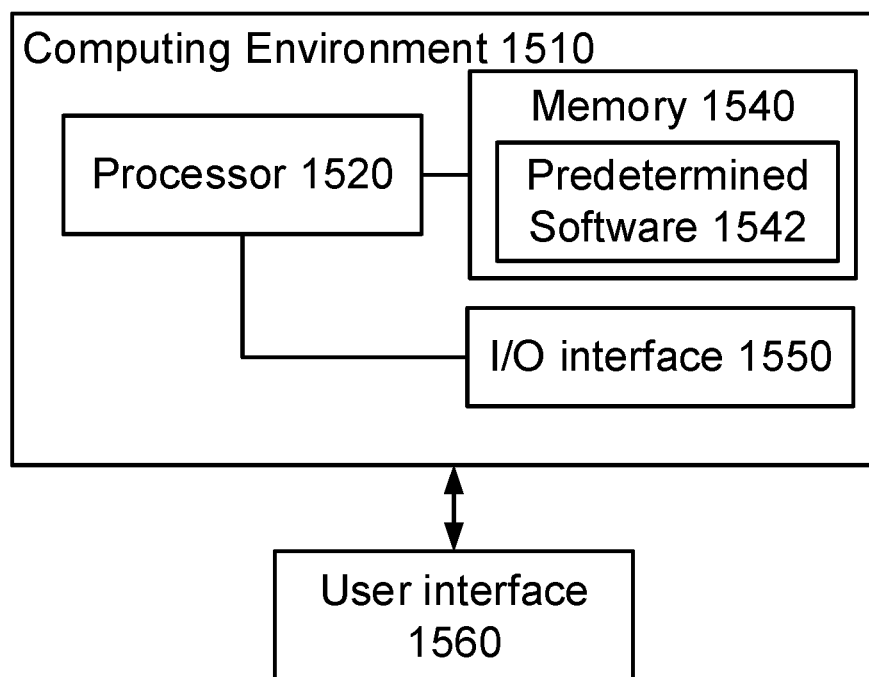 Computing Environment 1510
Memory 1540
Processor 1520
Predetermined
Software 1542
I/O interface 1550
User interface
1560